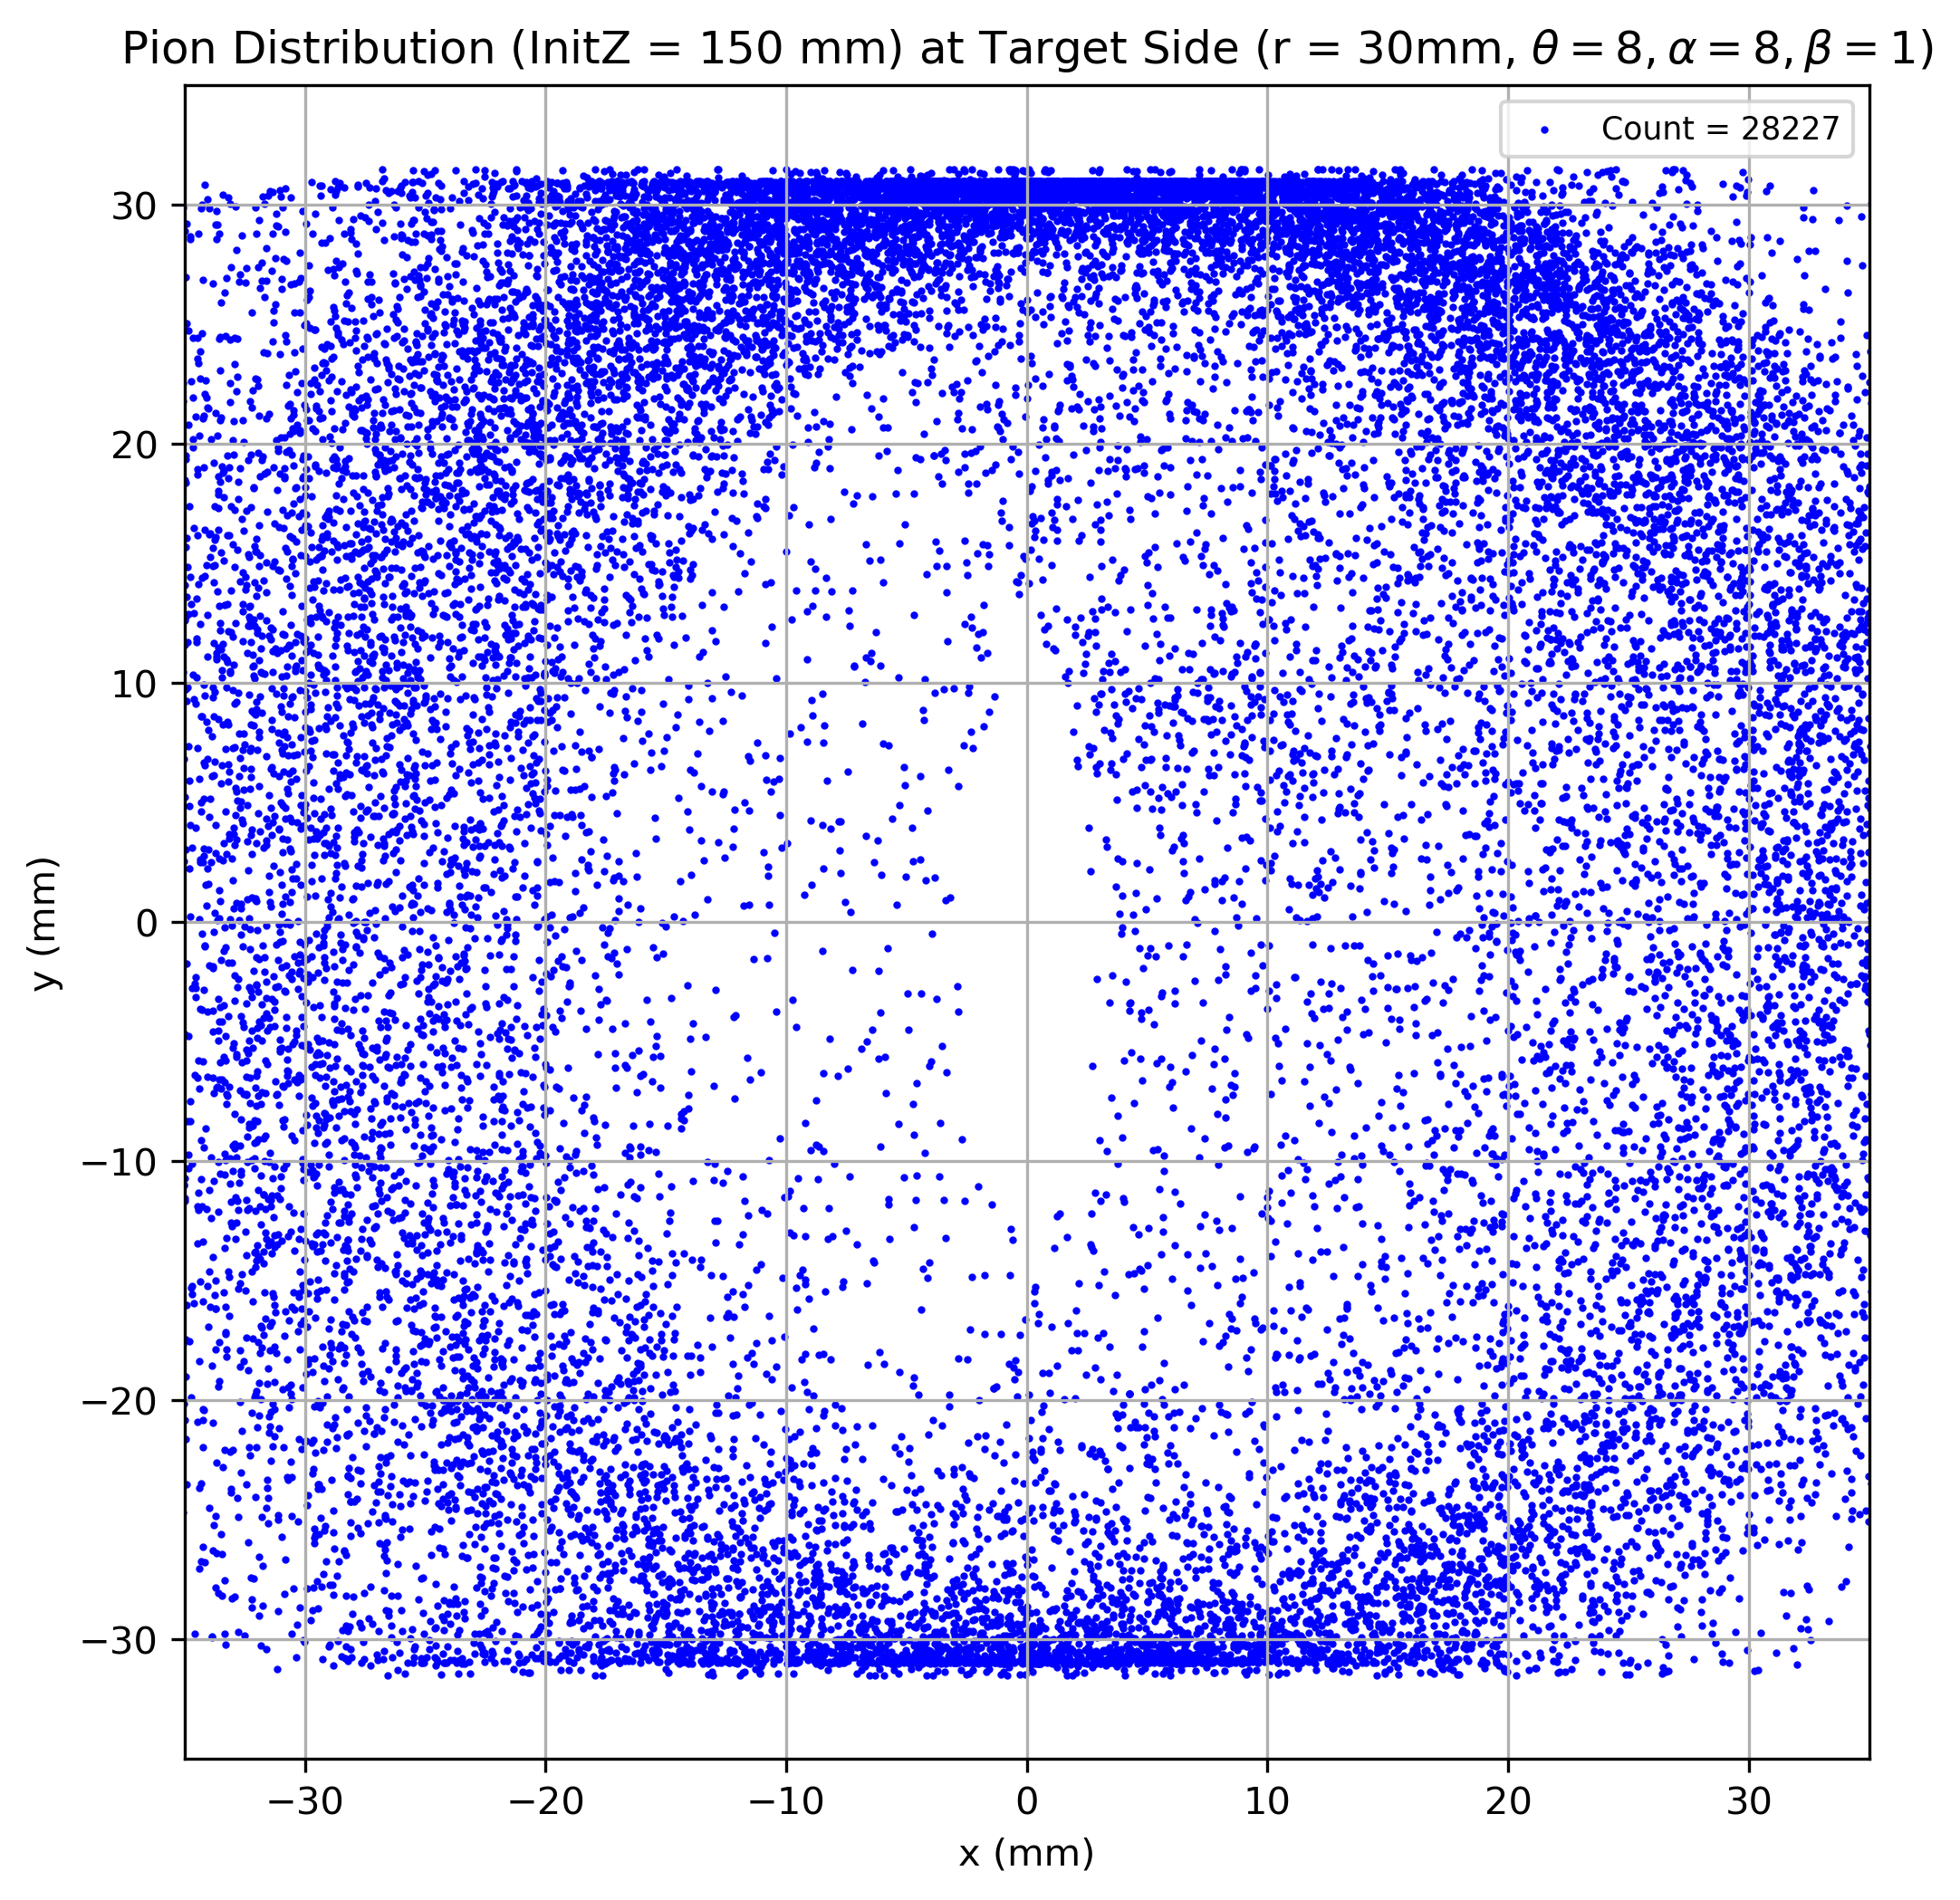 Pion Distribution (InitZ = 150 mm) at Target Side (r = 30mm, θ = 8, α = 8, β = 1)
Count = 28227
30
20
10
0
−10
−20
−30
y (mm)
−30 −20 −10 0 10 20 30
x (mm)